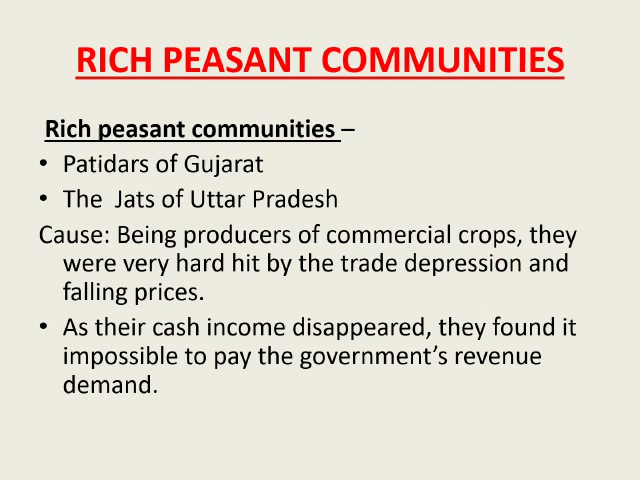 RICH PEASANT COMMUNITIES
Rich peasant communities –
• Patidars of Gujarat
• The Jats of Uttar Pradesh
Cause: Being producers of commercial crops, they
were very hard hit by the trade depression and
falling prices.
• As their cash income disappeared, they found it
impossible to pay the government’s revenue
demand.